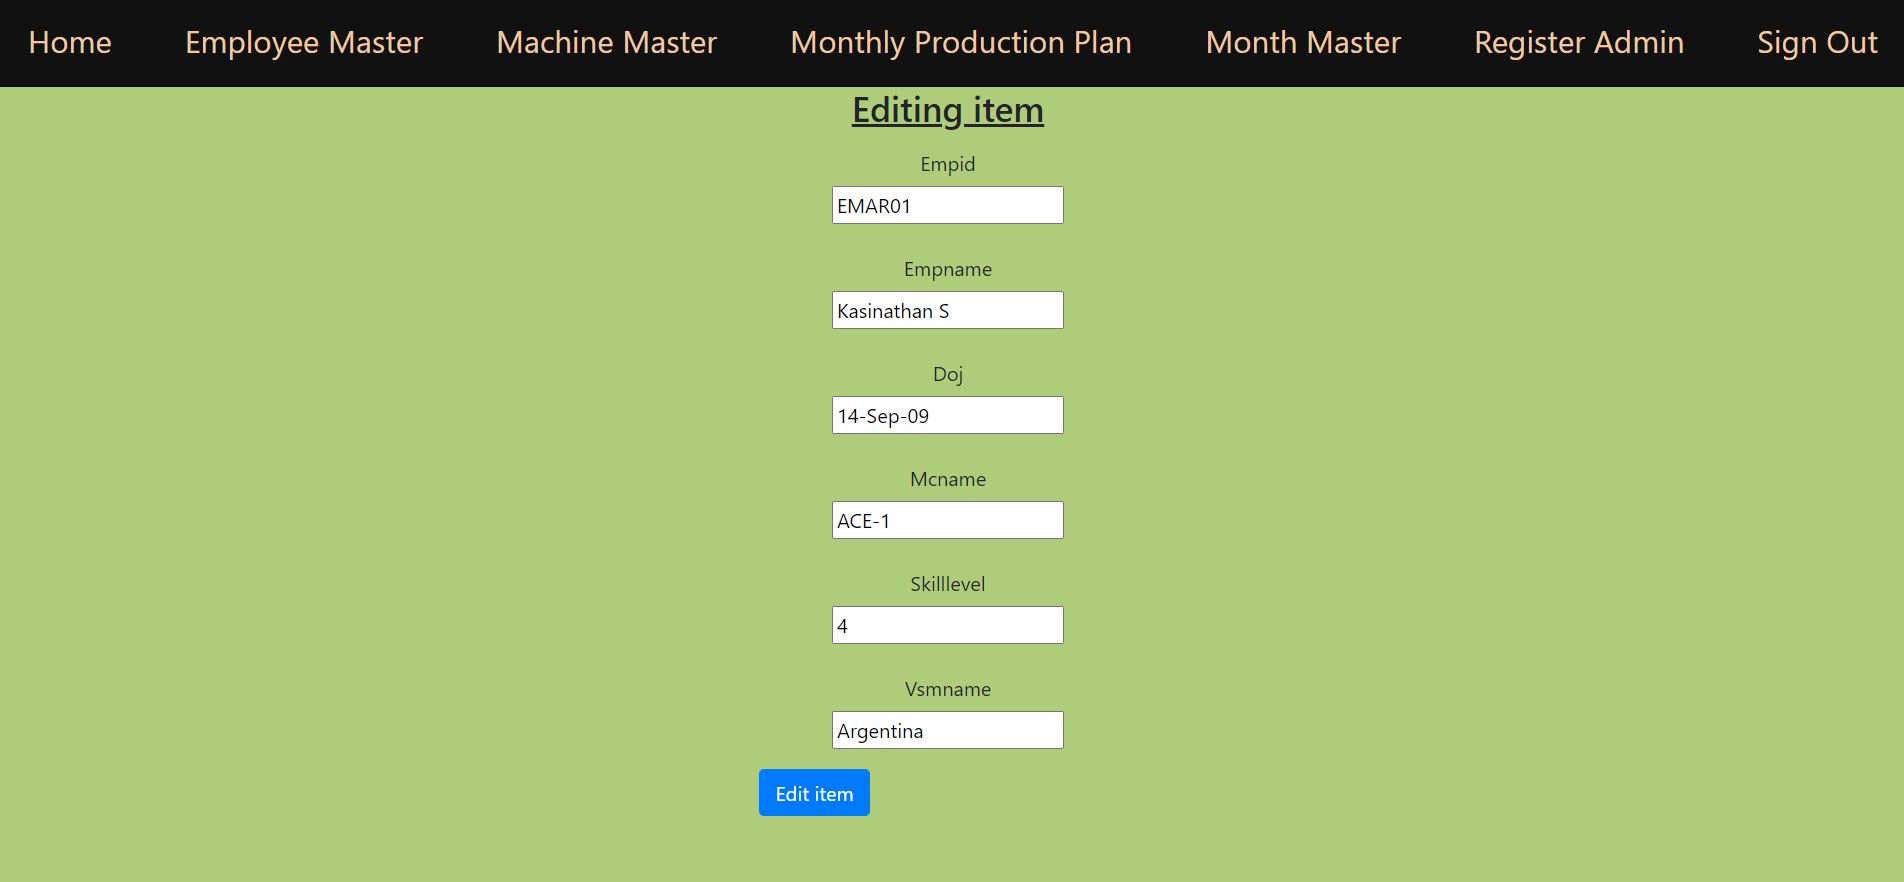 Home Employee Master Machine Master Monthly Production Plan Month Master Register Admin Sign Out
Editing item
Empid
EMAR01
Empname
Kasinathan S
Doj
14-Sep-09
Mcname
ACE-1
Skilllevel
4
Vsmname
Argentina
Edit item